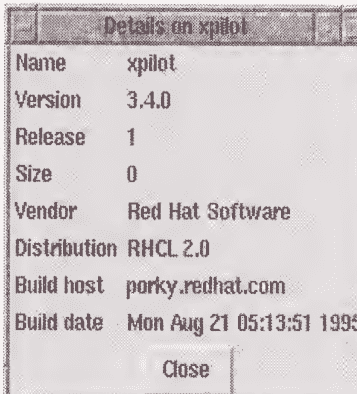 Details on xpilot
Name xpilot
Version 3.4.0
Release 1
Size 0
Vendor Red Hat Software
Distribution RHCL 2.0
Build host porky.redhat.com
Build date Mon Aug 21 05:13:51 1995
Close